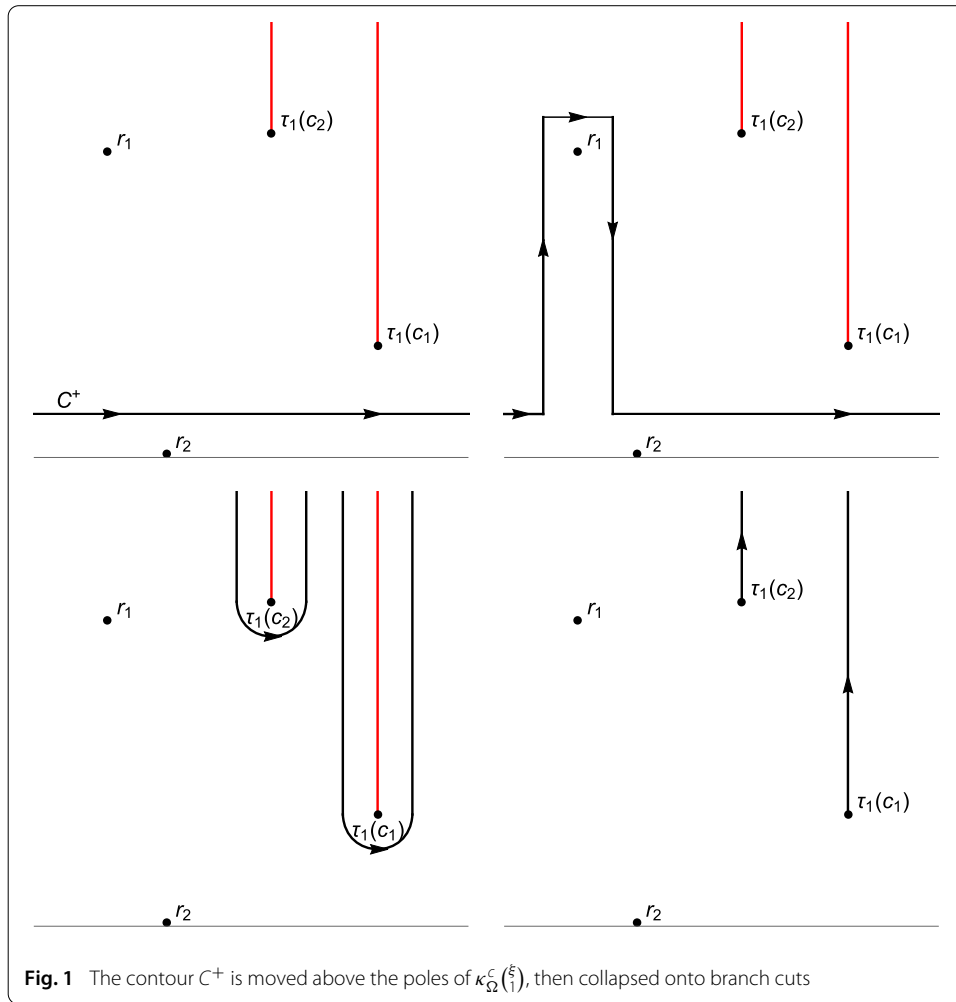 τ₁(c₂)
r₁
τ₁(c₁)
C⁺
r₂
τ₁(c₂)
r₁
τ₁(c₁)
r₂
τ₁(c₂)
r₁
τ₁(c₁)
r₂
τ₁(c₂)
r₁
τ₁(c₁)
r₂
Fig. 1 The contour C⁺ is moved above the poles of κ_Ω^c(ξ 1), then collapsed onto branch cuts